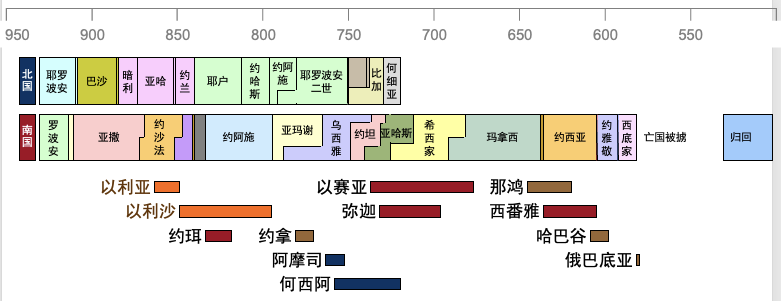 950 900 850 800 750 700 650 600 550
北国 耶罗波安 巴沙 暗利 亚哈 约兰 耶户 约哈斯 约阿施 耶罗波安二世 比加 何细亚
南国 罗波安 亚撒 约沙法 约阿施 亚玛谢 乌西雅 约坦 亚哈斯 希西家 玛拿西 约西亚 约雅敬 西底家 亡国被掳 归回
以利亚 以赛亚 那鸿
以利沙 弥迦 西番雅
约珥 约拿 哈巴谷
阿摩司 俄巴底亚
何西阿